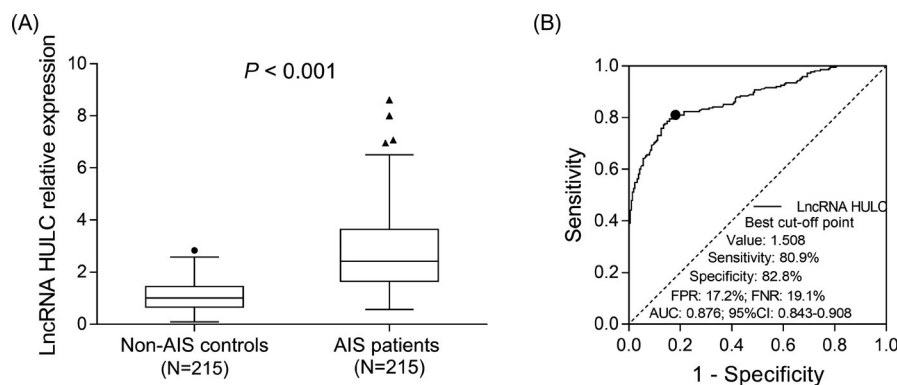 (A)
LncRNA HULC relative expression
10
8
6
4
2
0
P < 0.001
Non-AIS controls
(N=215)
AIS patients
(N=215)
(B)
Sensitivity
1.0
0.8
0.6
0.4
0.2
0.0
LncRNA HULC
Best cut-off point
Value: 1.508
Sensitivity: 80.9%
Specificity: 82.8%
FPR: 17.2%; FNR: 19.1%
AUC: 0.876; 95%CI: 0.843-0.908
0.0 0.2 0.4 0.6 0.8 1.0
1 - Specificity